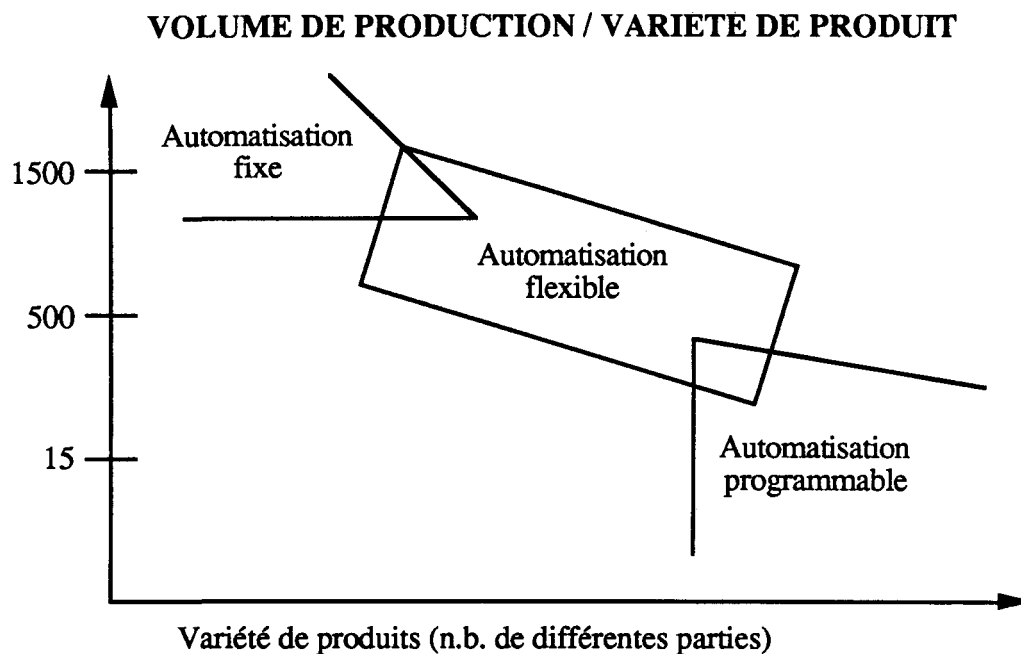 VOLUME DE PRODUCTION / VARIETE DE PRODUIT
Automatisation
fixe
1500
Automatisation
flexible
500
15
Automatisation
programmable
Variété de produits (n.b. de différentes parties)